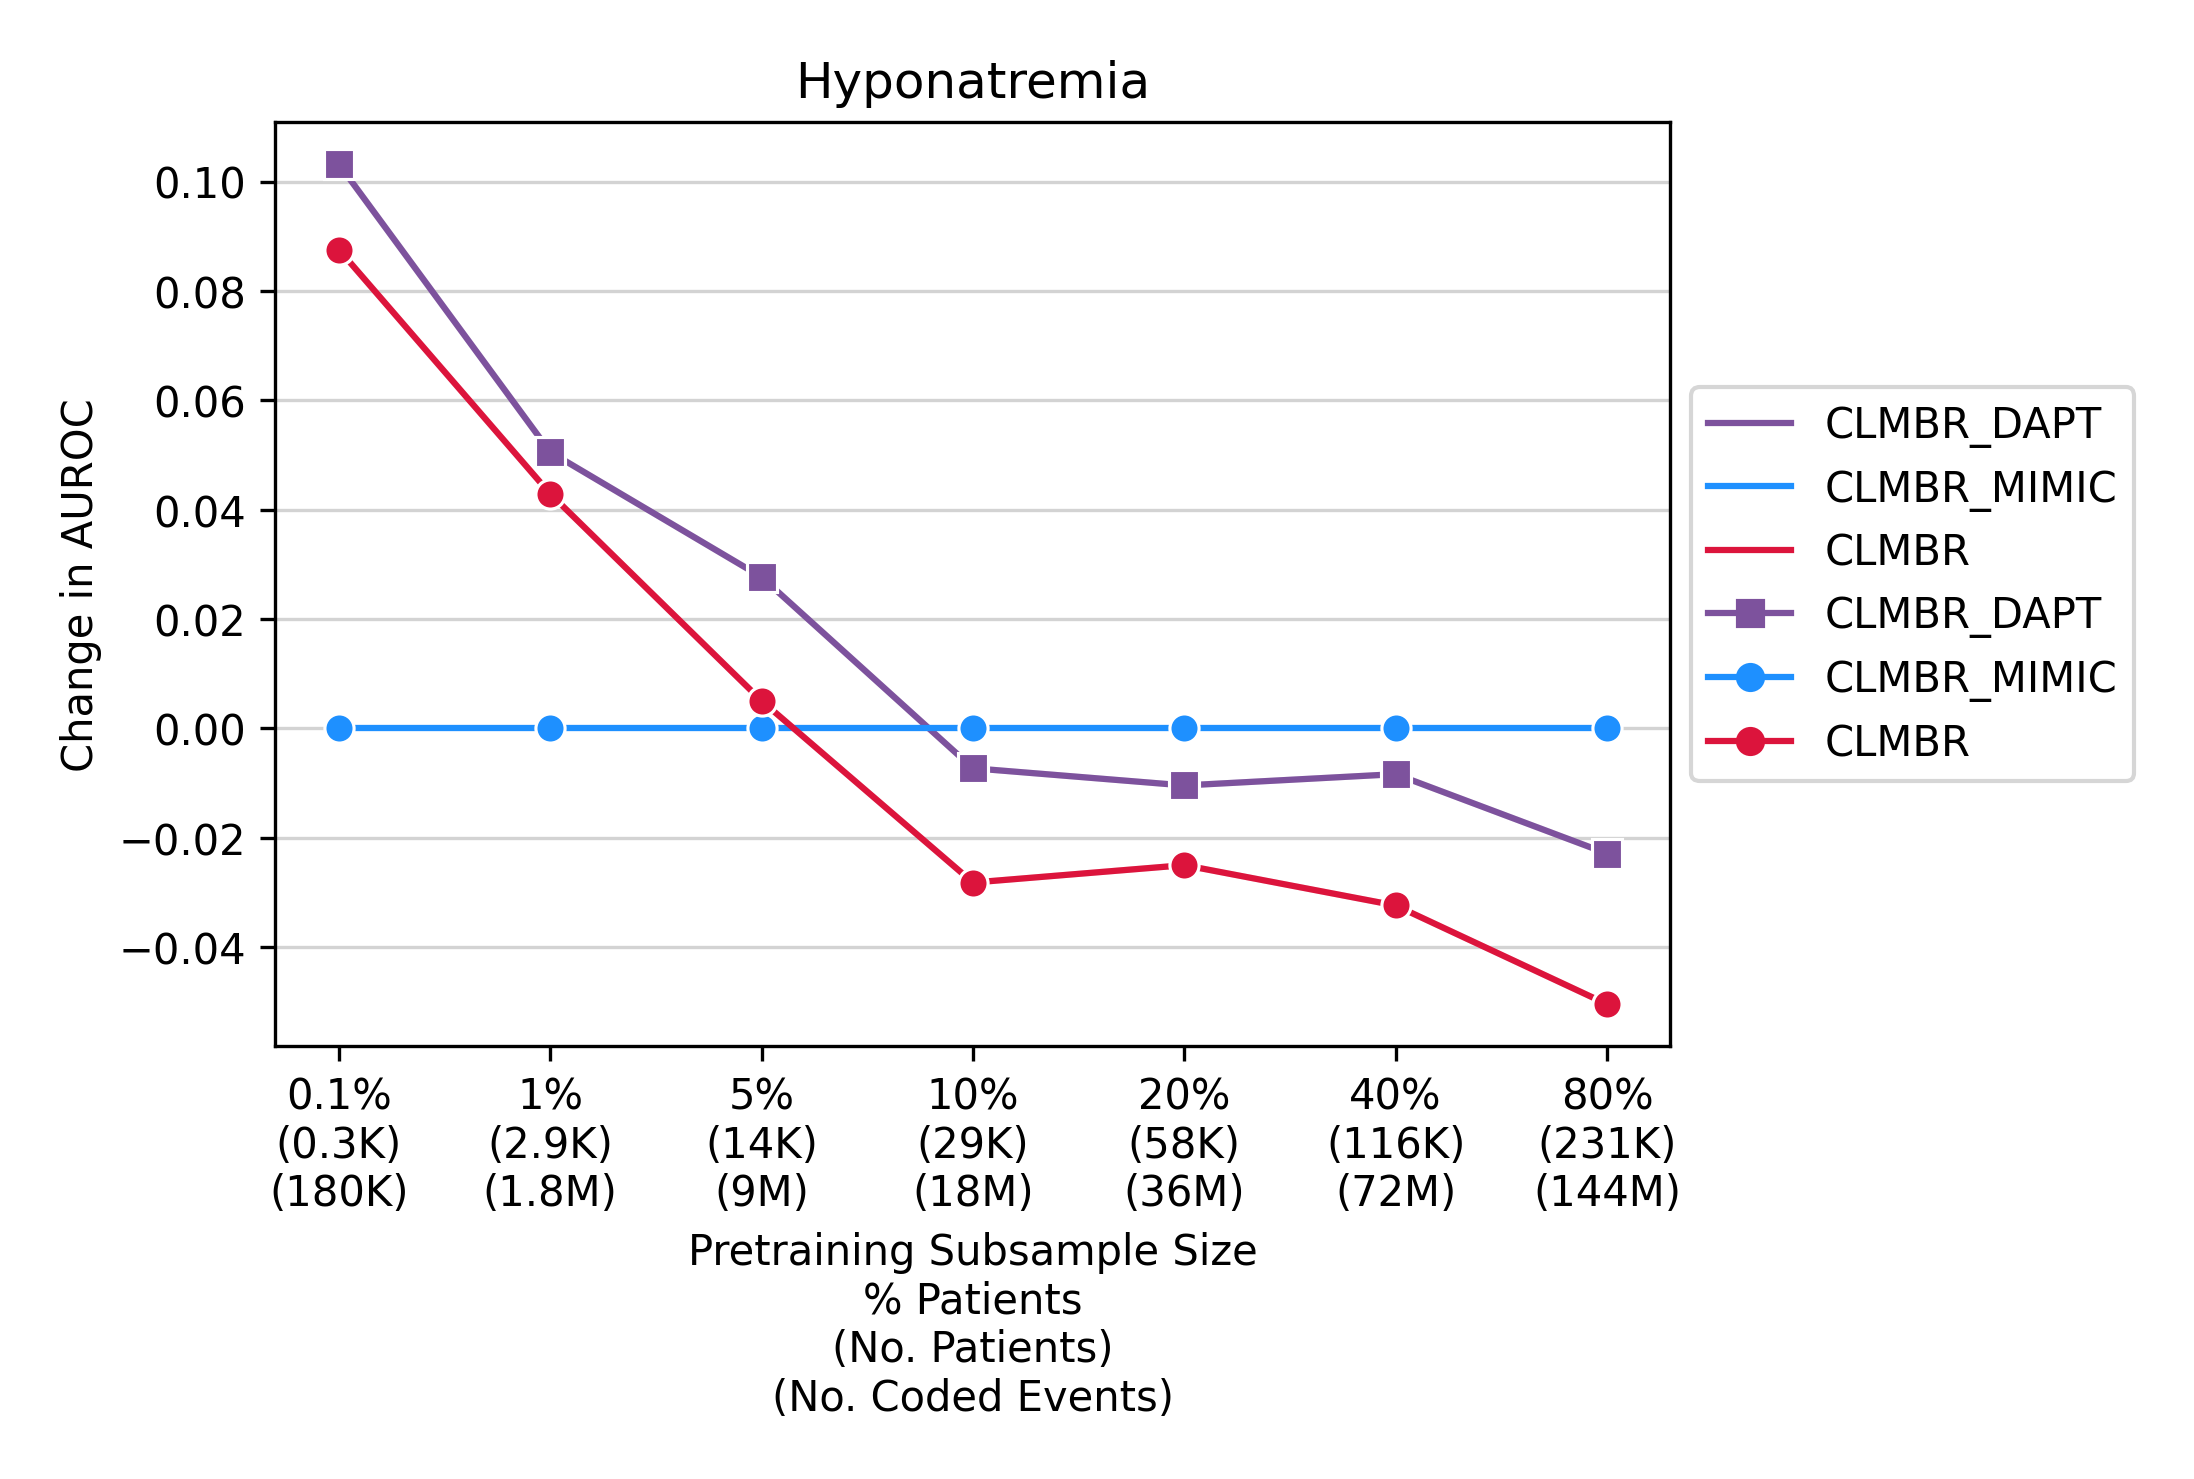 Hyponatremia
Change in AUROC
0.10
0.08
0.06
0.04
0.02
0.00
−0.02
−0.04
0.1% 1% 5% 10% 20% 40% 80%
(0.3K) (2.9K) (14K) (29K) (58K) (116K) (231K)
(180K) (1.8M) (9M) (18M) (36M) (72M) (144M)
Pretraining Subsample Size
% Patients
(No. Patients)
(No. Coded Events)
CLMBR_DAPT
CLMBR_MIMIC
CLMBR
CLMBR_DAPT
CLMBR_MIMIC
CLMBR